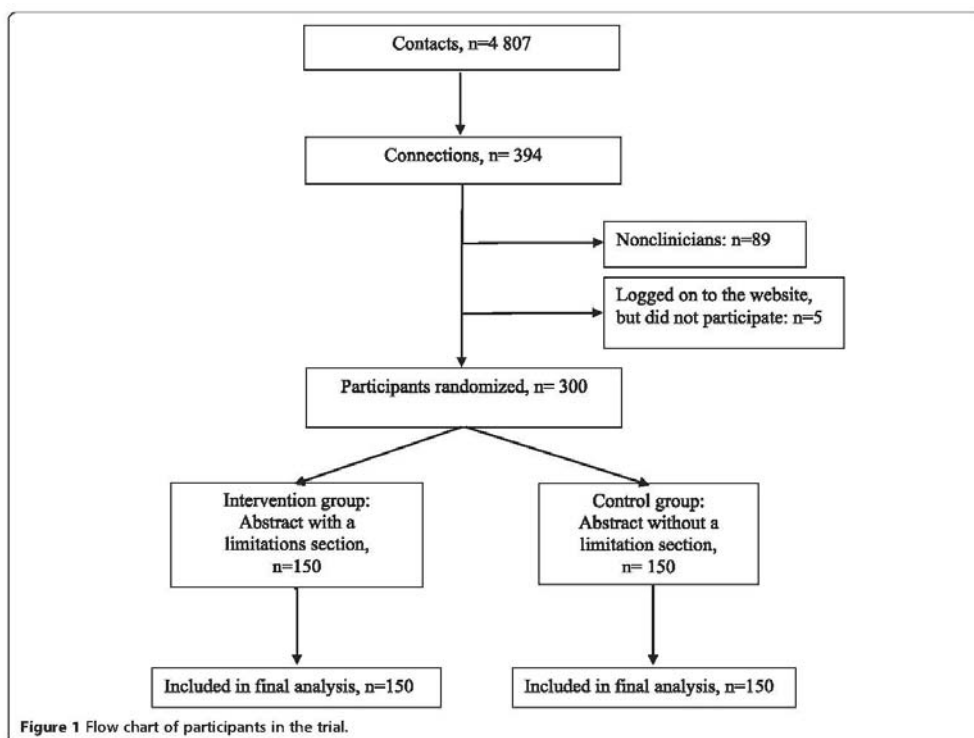 Contacts, n=4 807
Connections, n= 394
Nonclinicians: n=89
Logged on to the website,
but did not participate: n=5
Participants randomized, n= 300
Intervention group:
Abstract with a
limitations section,
n=150
Control group:
Abstract without a
limitation section,
n= 150
Included in final analysis, n=150
Included in final analysis, n=150
Figure 1 Flow chart of participants in the trial.